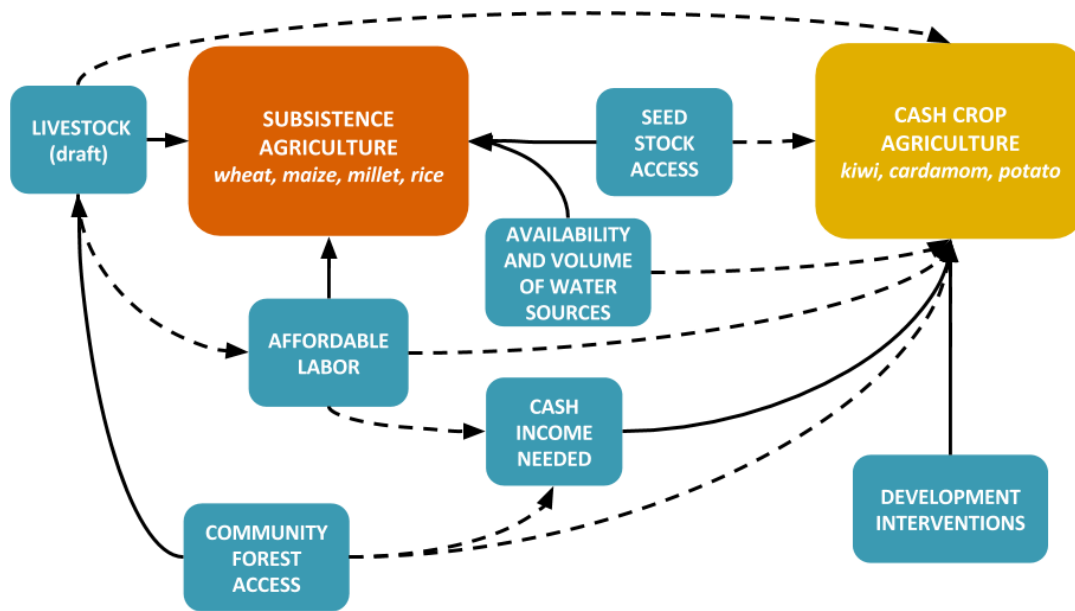 LIVESTOCK
(draft)
SUBSISTENCE
AGRICULTURE
wheat, maize, millet, rice
SEED
STOCK
ACCESS
CASH CROP
AGRICULTURE
kiwi, cardamom, potato
AVAILABILITY
AND VOLUME
OF WATER
SOURCES
AFFORDABLE
LABOR
CASH
INCOME
NEEDED
DEVELOPMENT
INTERVENTIONS
COMMUNITY
FOREST
ACCESS